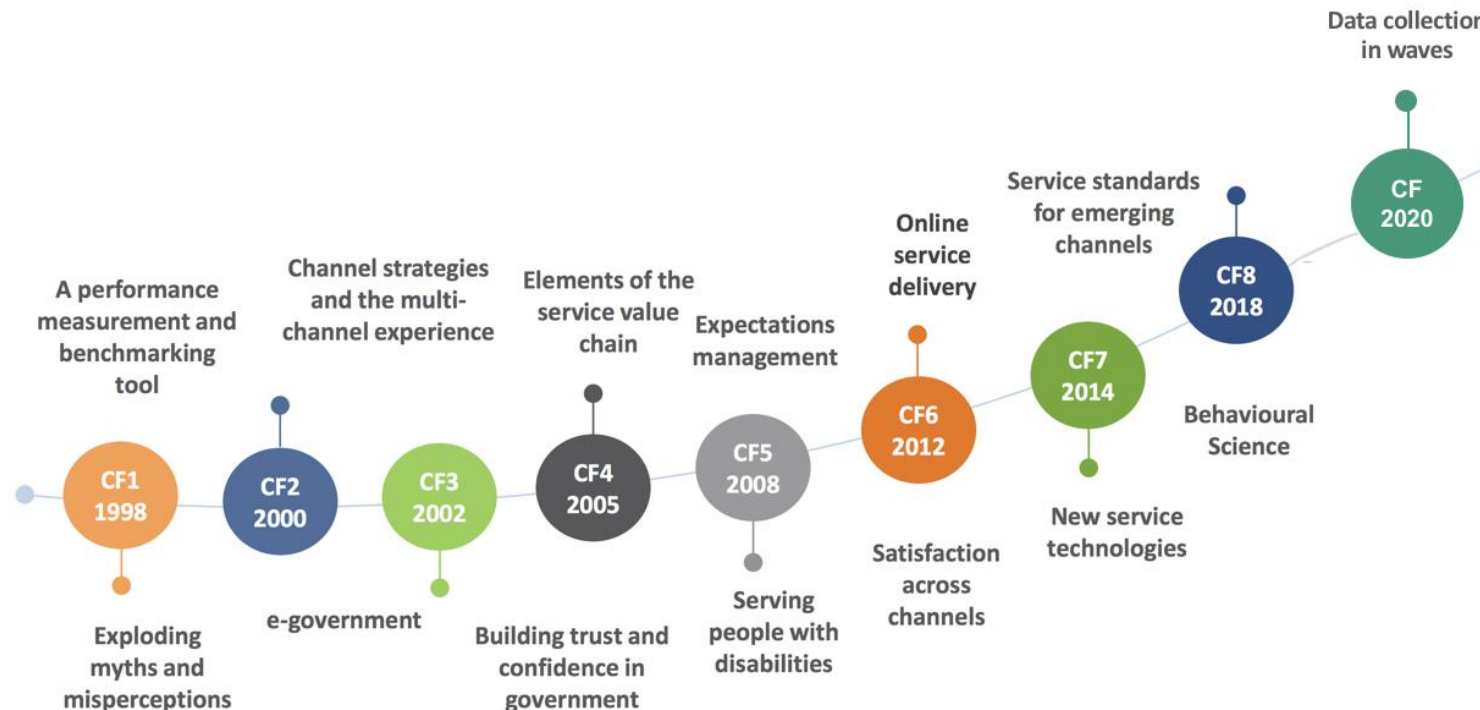 A performance
measurement and
benchmarking
tool
CF1
1998
Exploding
myths and
misperceptions
CF2
2000
e-government
Channel strategies
and the multi-
channel experience
CF3
2002
Elements of the
service value
chain
CF4
2005
Building trust and
confidence in
government
Expectations
management
CF5
2008
Serving
people with
disabilities
Online
service
delivery
CF6
2012
Satisfaction
across
channels
CF7
2014
New service
technologies
Service standards
for emerging
channels
CF8
2018
Behavioural
Science
Data collection
in waves
CF
2020